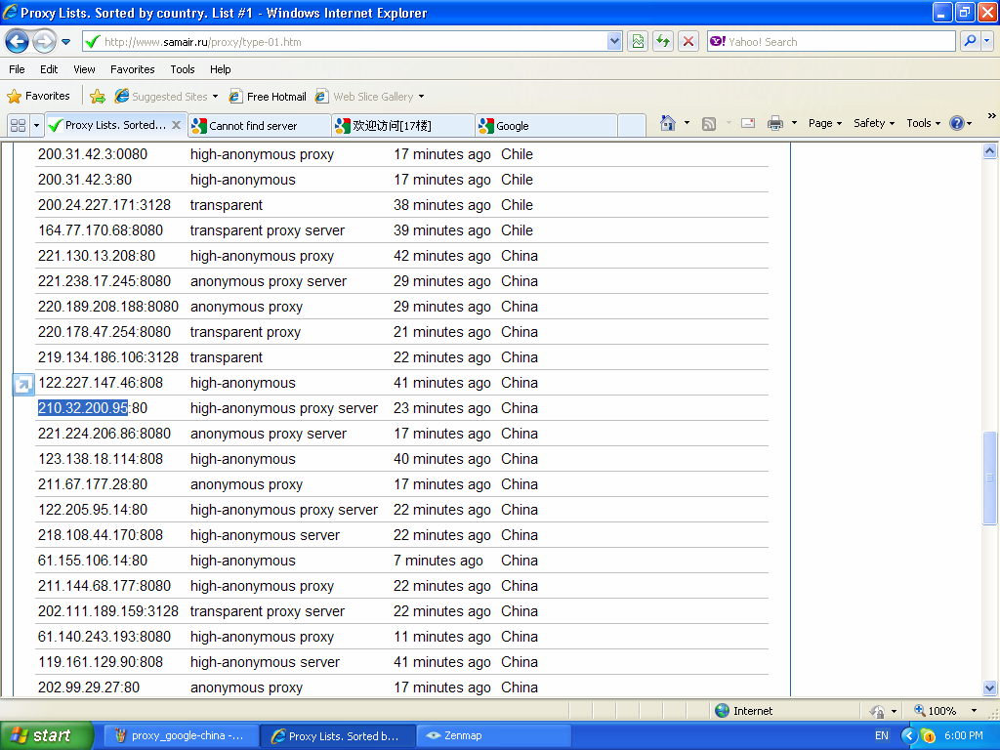 Proxy Lists. Sorted by country. List #1 - Windows Internet Explorer
http://www.samair.ru/proxy/type-01.htm
Yahoo! Search
File Edit View Favorites Tools Help
Favorites Suggested Sites Free Hotmail Web Slice Gallery
Proxy Lists. Sorted... Cannot find server 欢迎访问[17楼] Google Page Safety Tools »
200.31.42.3:0080 high-anonymous proxy 17 minutes ago Chile
200.31.42.3:80 high-anonymous 17 minutes ago Chile
200.24.227.171:3128 transparent 38 minutes ago Chile
164.77.170.68:8080 transparent proxy server 39 minutes ago Chile
221.130.13.208:80 high-anonymous proxy 42 minutes ago China
221.238.17.245:8080 anonymous proxy server 29 minutes ago China
220.189.208.188:8080 anonymous proxy 29 minutes ago China
220.178.47.254:8080 transparent proxy 21 minutes ago China
219.134.186.106:3128 transparent 22 minutes ago China
122.227.147.46:808 high-anonymous 41 minutes ago China
210.32.200.95:80 high-anonymous proxy server 23 minutes ago China
221.224.206.86:8080 anonymous proxy server 17 minutes ago China
123.138.18.114:808 high-anonymous 40 minutes ago China
211.67.177.28:80 anonymous proxy 17 minutes ago China
122.205.95.14:80 high-anonymous proxy server 22 minutes ago China
218.108.44.170:808 high-anonymous server 22 minutes ago China
61.155.106.14:80 high-anonymous 7 minutes ago China
211.144.68.177:8080 high-anonymous proxy 22 minutes ago China
202.111.189.159:3128 transparent proxy server 22 minutes ago China
61.140.243.193:8080 high-anonymous proxy 11 minutes ago China
119.161.129.90:808 high-anonymous server 41 minutes ago China
202.99.29.27:80 anonymous proxy 17 minutes ago China
Internet 100%
start proxy_google-china -... Proxy Lists. Sorted b... Zenmap EN 6:00 PM